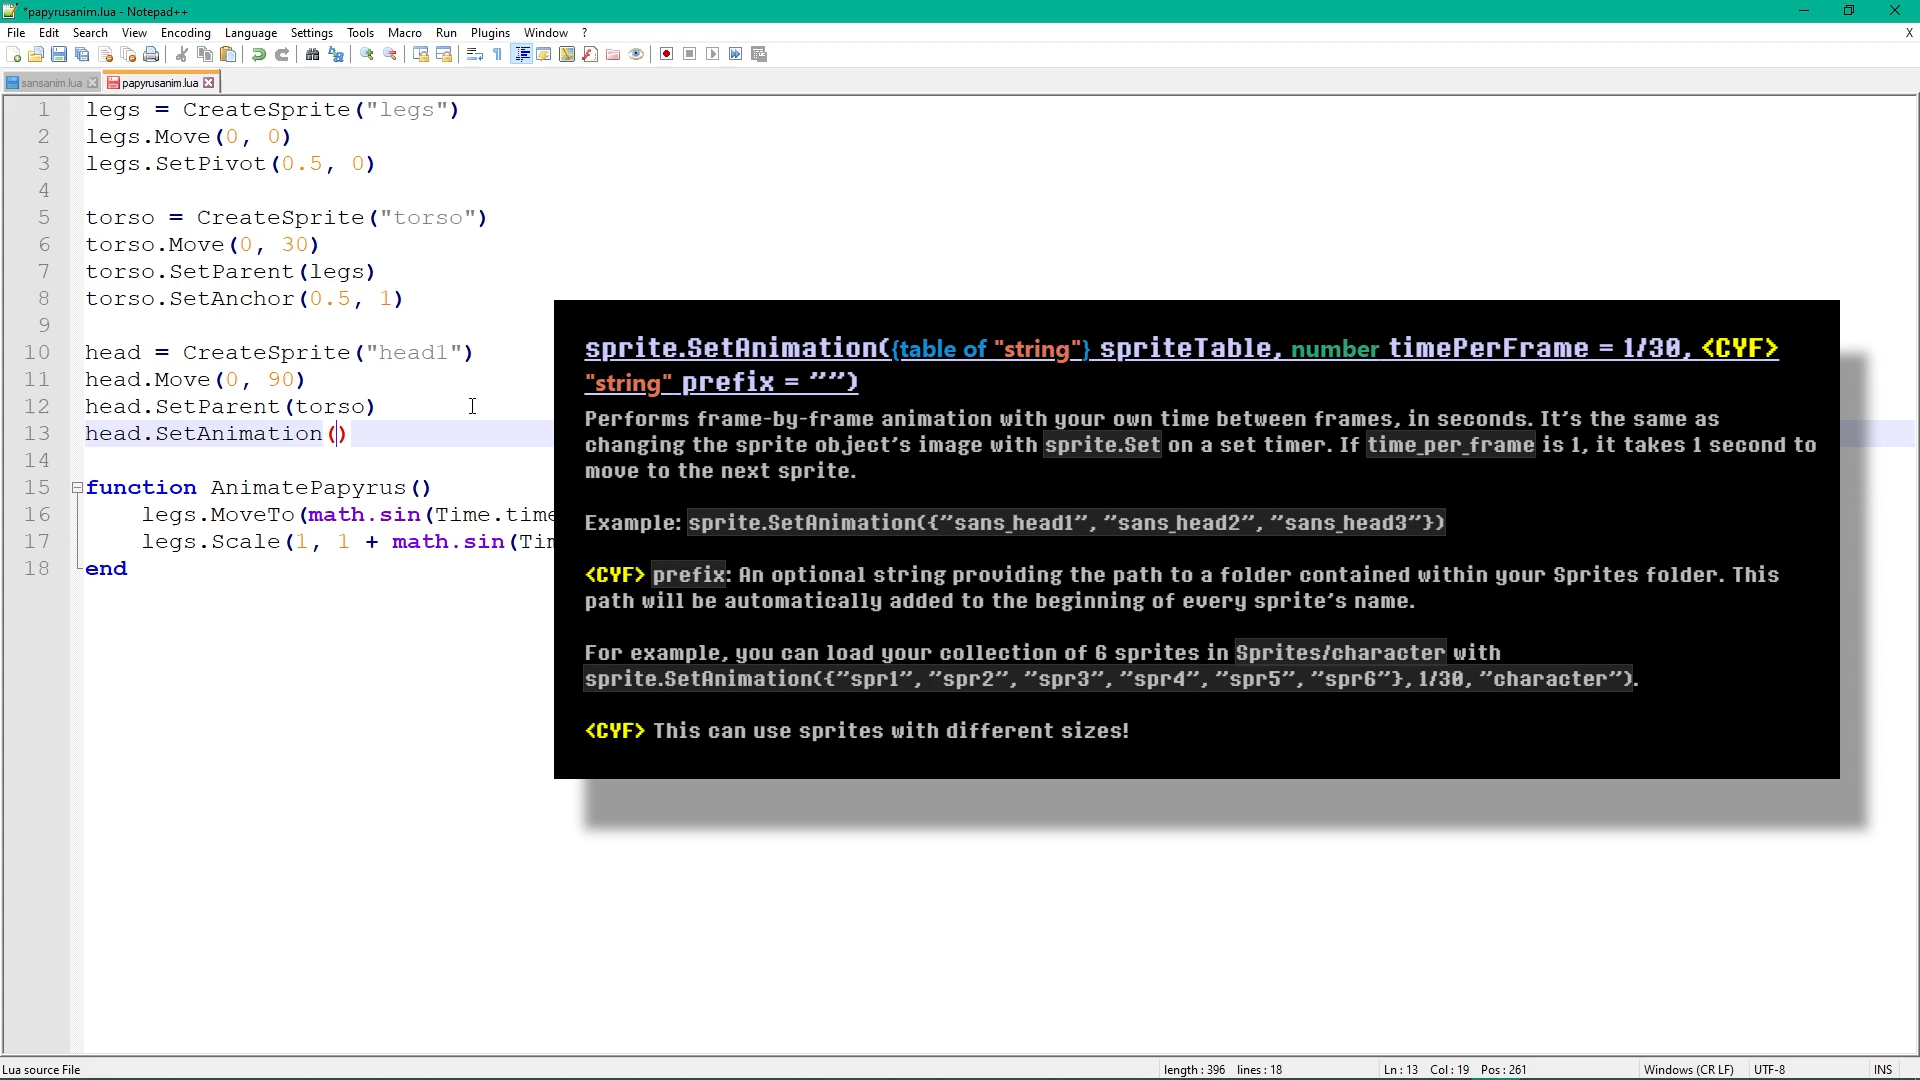 *papyrusanim.lua - Notepad++
File Edit Search View Encoding Language Settings Tools Macro Run Plugins Window ? X
sansanim.lua papyrusanim.lua
1 legs = CreateSprite("legs")
2 legs.Move(0, 0)
3 legs.SetPivot(0.5, 0)
4
5 torso = CreateSprite("torso")
6 torso.Move(0, 30)
7 torso.SetParent(legs)
8 torso.SetAnchor(0.5, 1)
9
10 head = CreateSprite("head1")
11 head.Move(0, 90)
12 head.SetParent(torso)
13 head.SetAnimation()
14
15 function AnimatePapyrus()
16 legs.MoveTo(math.sin(Time.time
17 legs.Scale(1, 1 + math.sin(Tim
18 end
sprite.SetAnimation({table of "string"} spriteTable, number timePerFrame = 1/30, <CYF>
"string" prefix = "")
Performs frame-by-frame animation with your own time between frames, in seconds. It's the same as
changing the sprite object's image with sprite.Set on a set timer. If time_per_frame is 1, it takes 1 second to
move to the next sprite.
Example: sprite.SetAnimation({"sans_head1", "sans_head2", "sans_head3"})
<CYF> prefix: An optional string providing the path to a folder contained within your Sprites folder. This
path will be automatically added to the beginning of every sprite's name.
For example, you can load your collection of 6 sprites in Sprites/character with
sprite.SetAnimation({"spr1", "spr2", "spr3", "spr4", "spr5", "spr6"}, 1/30, "character").
<CYF> This can use sprites with different sizes!
Lua source File length : 396 lines : 18 Ln : 13 Col : 19 Pos : 261 Windows (CR LF) UTF-8 INS